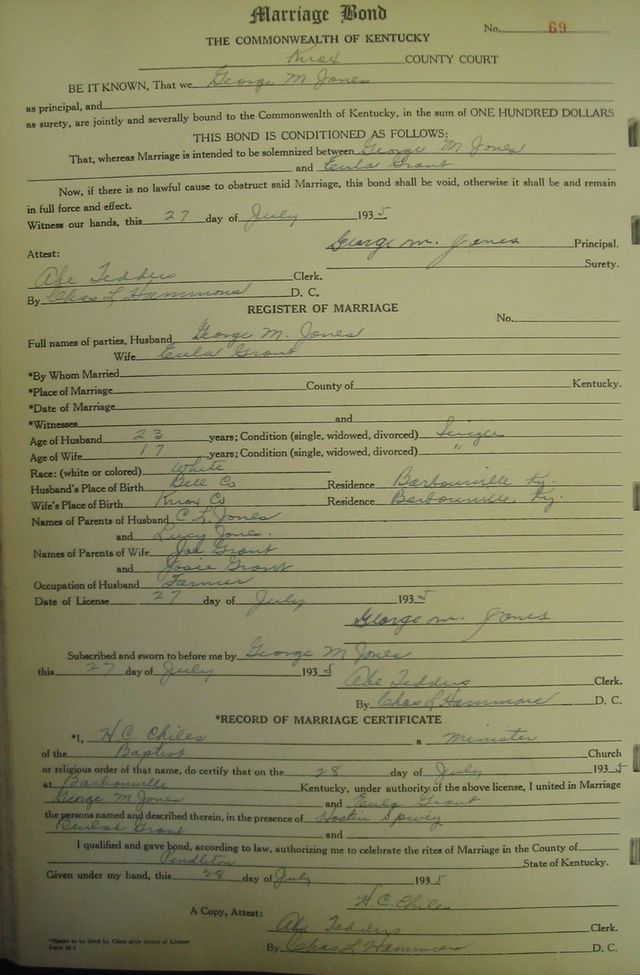 Marriage Bond
No. 69
THE COMMONWEALTH OF KENTUCKY
Knox COUNTY COURT
BE IT KNOWN, That we George M Jones
as principal, and
as surety, are jointly and severally bound to the Commonwealth of Kentucky, in the sum of ONE HUNDRED DOLLARS
THIS BOND IS CONDITIONED AS FOLLOWS:
That, whereas Marriage is intended to be solemnized between George M Jones
and Eula Grant
Now, if there is no lawful cause to obstruct said Marriage, this bond shall be void, otherwise it shall be and remain
in full force and effect.
Witness our hands, this 27 day of July 1935
George M. Jones Principal.
Attest: Surety.
Abe Tedders Clerk.
By Chas L Hammons D. C.
REGISTER OF MARRIAGE
No.
Full names of parties, Husband George M. Jones
Wife Eula Grant
*By Whom Married
*Place of Marriage County of Kentucky.
*Date of Marriage
*Witnesses and
Age of Husband 23 years; Condition (single, widowed, divorced) Single
Age of Wife 17 years; Condition (single, widowed, divorced) "
Race: (white or colored) White
Husband's Place of Birth Bell Co Residence Barbourville Ky.
Wife's Place of Birth Knox Co Residence Barbourville, Ky.
Names of Parents of Husband C. L. Jones
and Lucy Jones.
Names of Parents of Wife Joe Grant
and Josie Grant
Occupation of Husband Farmer
Date of License 27 day of July 1935
George M. Jones
Subscribed and sworn to before me by George M Jones
this 27 day of July 1935
Abe Tedders Clerk.
By Chas L Hammons D. C.
*RECORD OF MARRIAGE CERTIFICATE
*I, H.C. Chiles a Minister
of the Baptist Church
or religious order of that name, do certify that on the 28 day of July 1935
at Barbourville Kentucky, under authority of the above license, I united in Marriage
George M Jones and Eula Grant
the persons named and described therein, in the presence of Spivey
Beulah Grant and
I qualified and gave bond, according to law, authorizing me to celebrate the rites of Marriage in the County of
Pendleton State of Kentucky.
Given under my hand, this 28 day of July 1935
H.C. Chiles
A Copy, Attest:
Abe Tedders Clerk.
By Chas L Hammons D. C.
*Blanks to be filled by Clerk after return of License